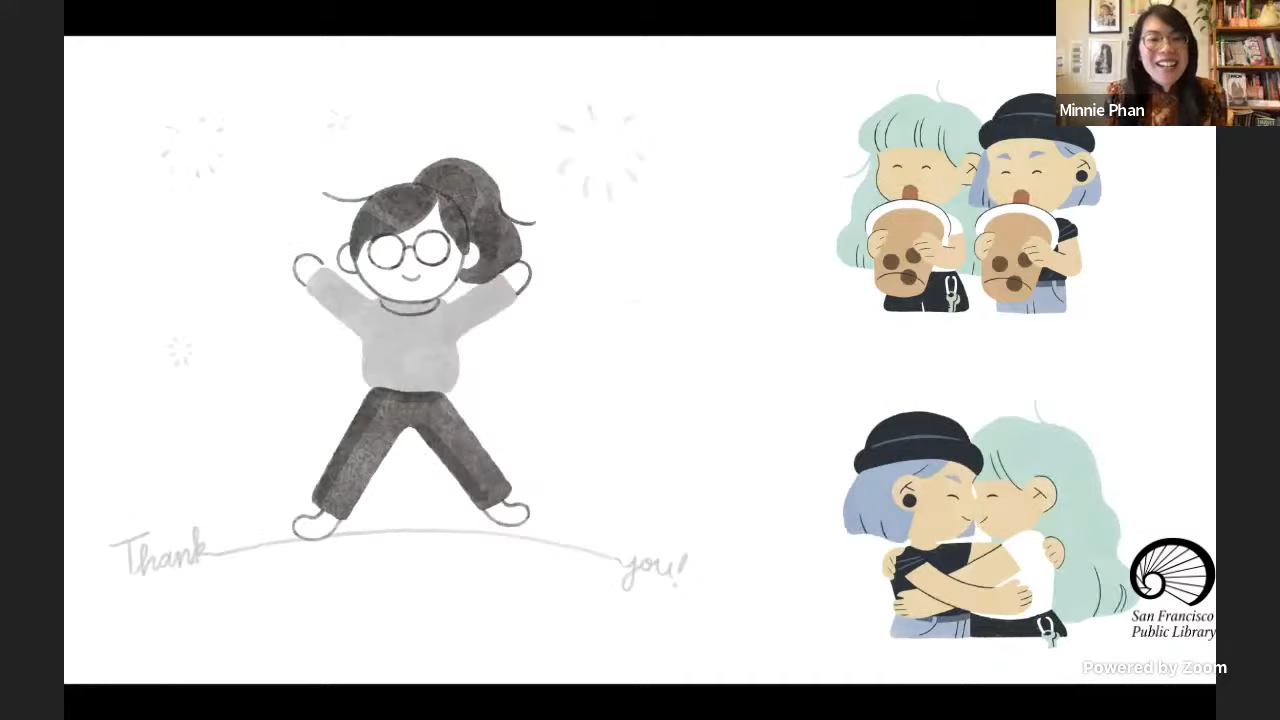 Minnie Phan
Thank you!
San Francisco
Public Library
Powered by Zoom